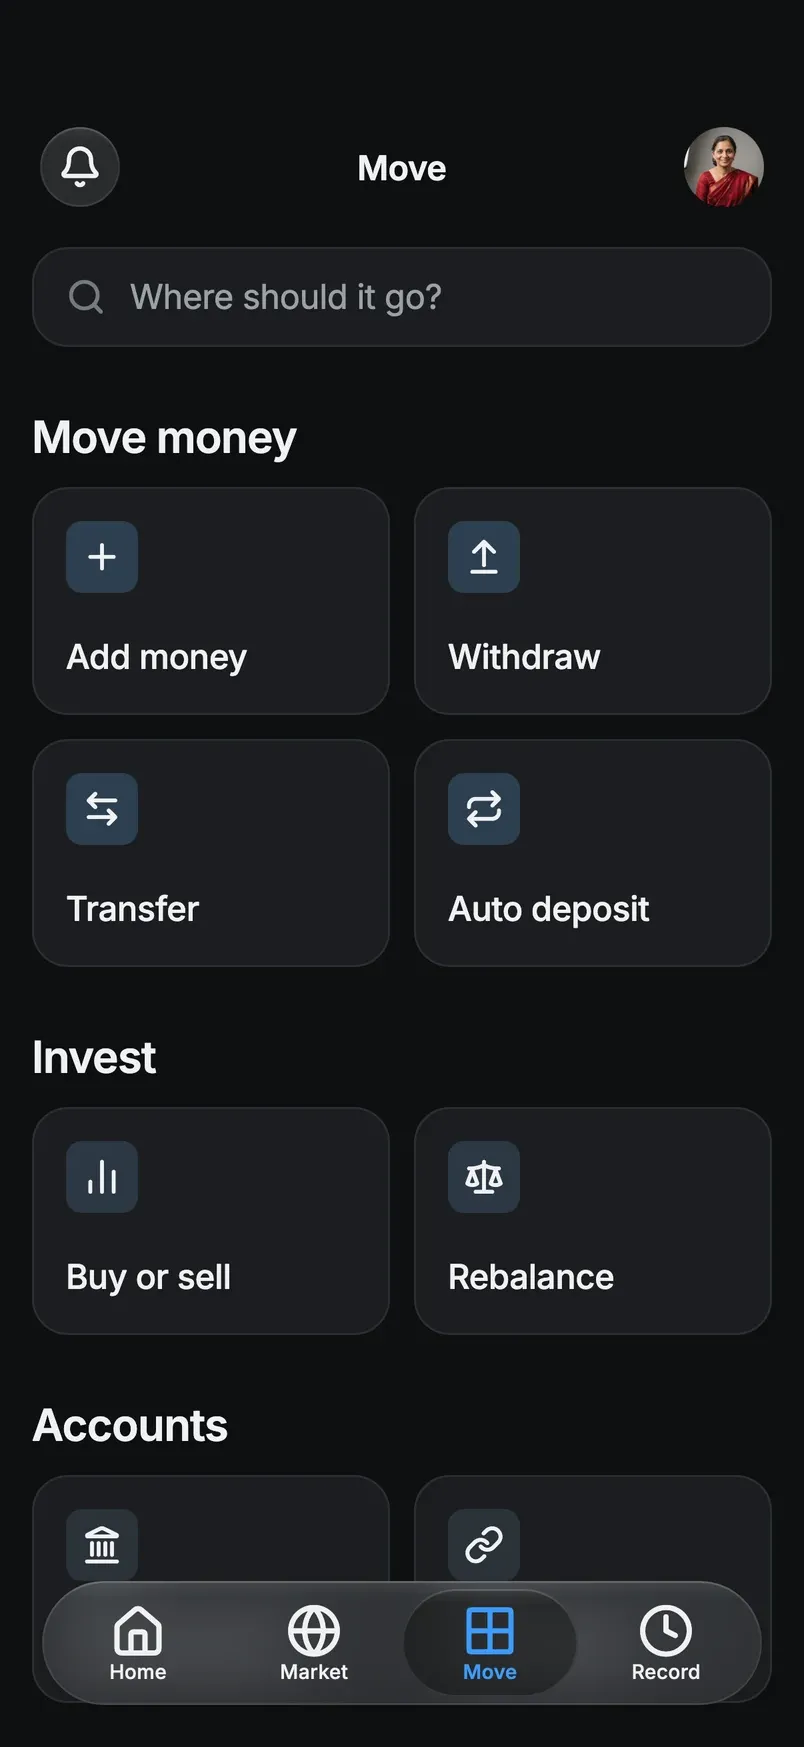 Move
Where should it go?
Move money
Add money
Withdraw
Transfer
Auto deposit
Invest
Buy or sell
Rebalance
Accounts
Home
Market
Move
Record